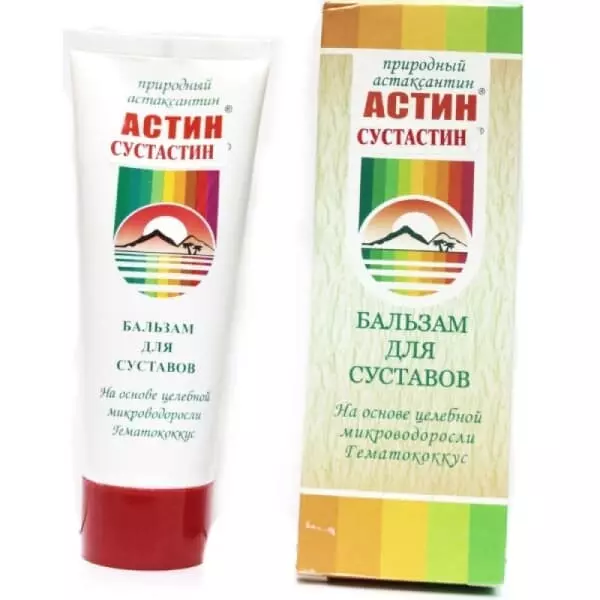 природный
астаксантин
АСТИН®
СУСТАСТИН®
БАЛЬЗАМ
ДЛЯ
СУСТАВОВ
На основе целебной
микроводоросли
Гематококкус
природный
астаксантин
АСТИН®
СУСТАСТИН®
БАЛЬЗАМ
ДЛЯ
СУСТАВОВ
На основе целебной
микроводоросли
Гематококкус